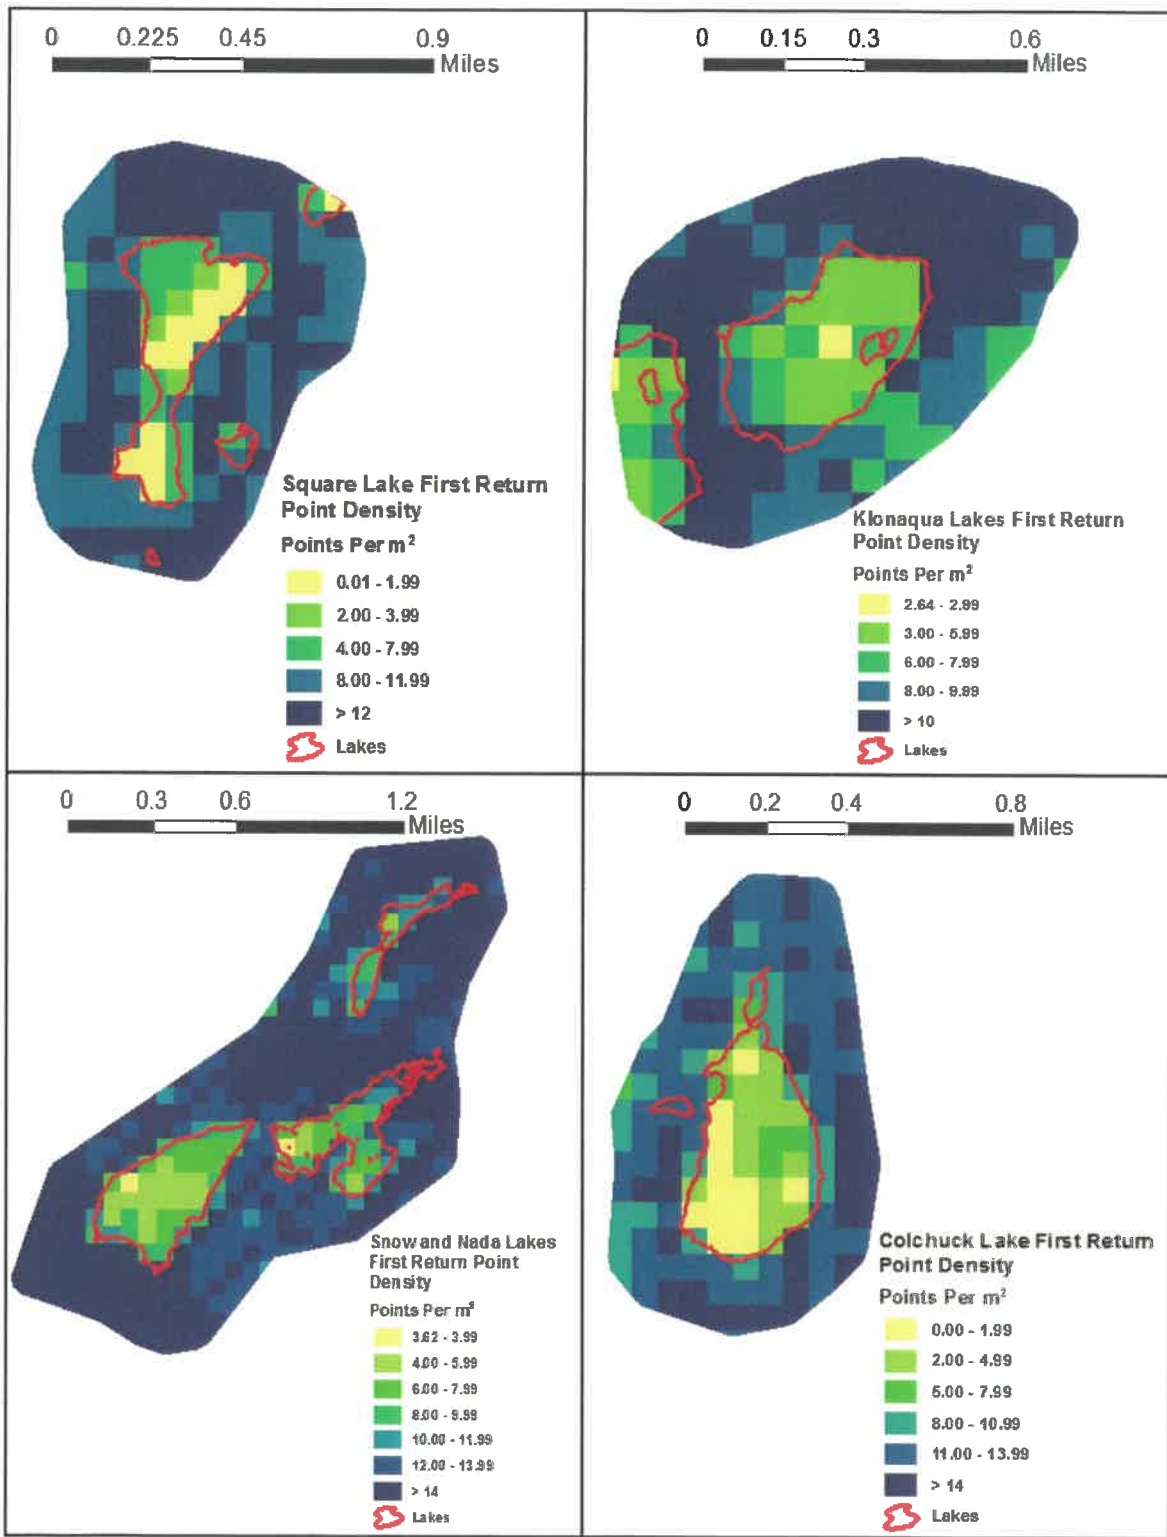 0 0.225 0.45 0.9
Miles
Square Lake First Return
Point Density
Points Per m²
0.01 - 1.99
2.00 - 3.99
4.00 - 7.99
8.00 - 11.99
> 12
Lakes
0 0.15 0.3 0.6
Miles
Klonaqua Lakes First Return
Point Density
Points Per m²
2.64 - 2.99
3.00 - 5.99
6.00 - 7.99
8.00 - 9.99
> 10
Lakes
0 0.3 0.6 1.2
Miles
Snow and Nada Lakes
First Return Point
Density
Points Per m²
3.62 - 3.99
4.00 - 5.99
6.00 - 7.99
8.00 - 9.99
10.00 - 11.99
12.00 - 13.99
> 14
Lakes
0 0.2 0.4 0.8
Miles
Colchuck Lake First Return
Point Density
Points Per m²
0.00 - 1.99
2.00 - 4.99
5.00 - 7.99
8.00 - 10.99
11.00 - 13.99
> 14
Lakes